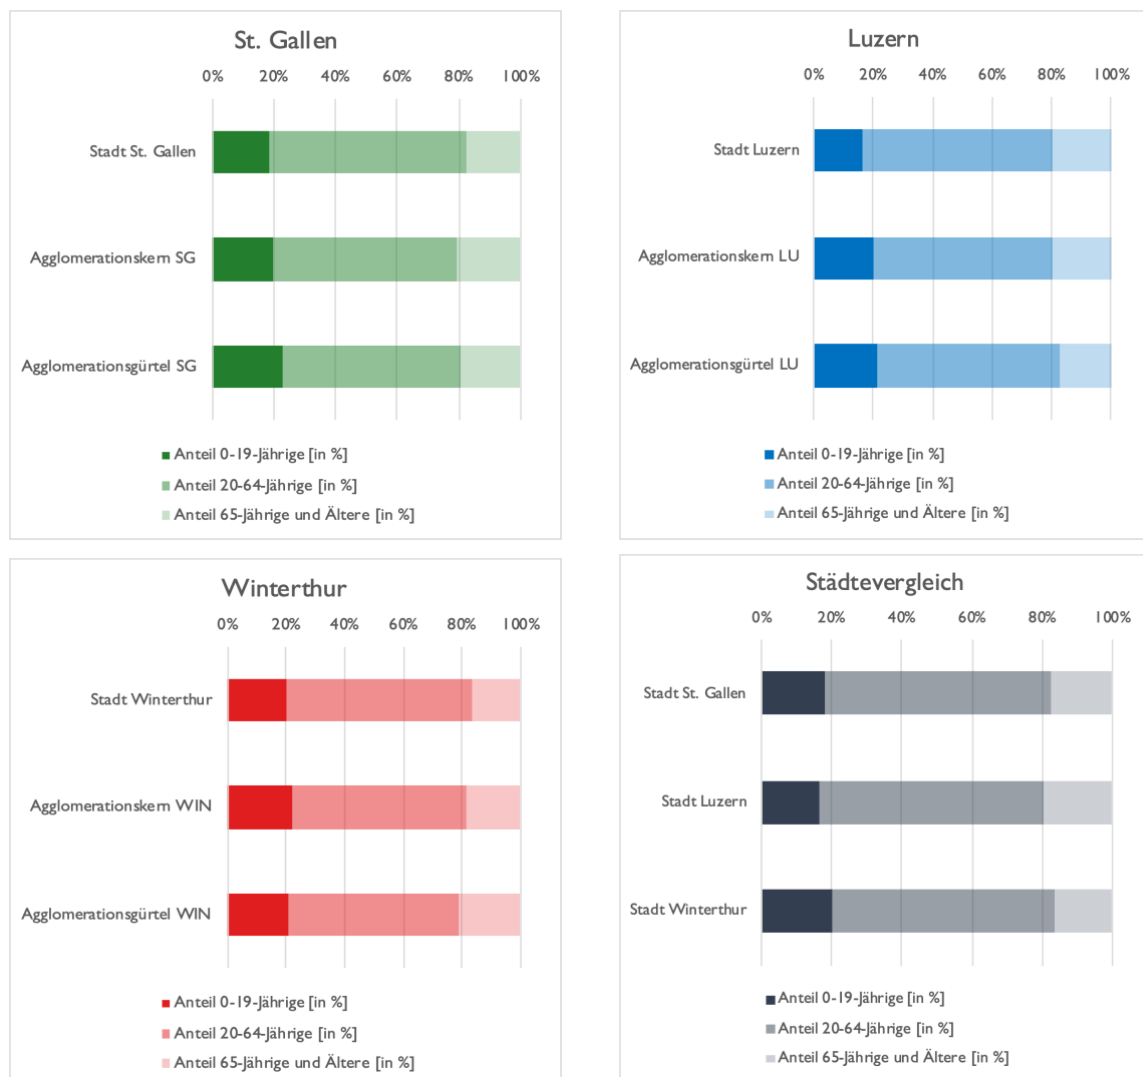 St. Gallen
0% 20% 40% 60% 80% 100%
Stadt St. Gallen
Agglomerationskern SG
Agglomerationsgürtel SG
Anteil 0-19-Jährige [in %]
Anteil 20-64-Jährige [in %]
Anteil 65-Jährige und Ältere [in %]
Luzern
0% 20% 40% 60% 80% 100%
Stadt Luzern
Agglomerationskern LU
Agglomerationsgürtel LU
Anteil 0-19-Jährige [in %]
Anteil 20-64-Jährige [in %]
Anteil 65-Jährige und Ältere [in %]
Winterthur
0% 20% 40% 60% 80% 100%
Stadt Winterthur
Agglomerationskern WIN
Agglomerationsgürtel WIN
Anteil 0-19-Jährige [in %]
Anteil 20-64-Jährige [in %]
Anteil 65-Jährige und Ältere [in %]
Städtevergleich
0% 20% 40% 60% 80% 100%
Stadt St. Gallen
Stadt Luzern
Stadt Winterthur
Anteil 0-19-Jährige [in %]
Anteil 20-64-Jährige [in %]
Anteil 65-Jährige und Ältere [in %]